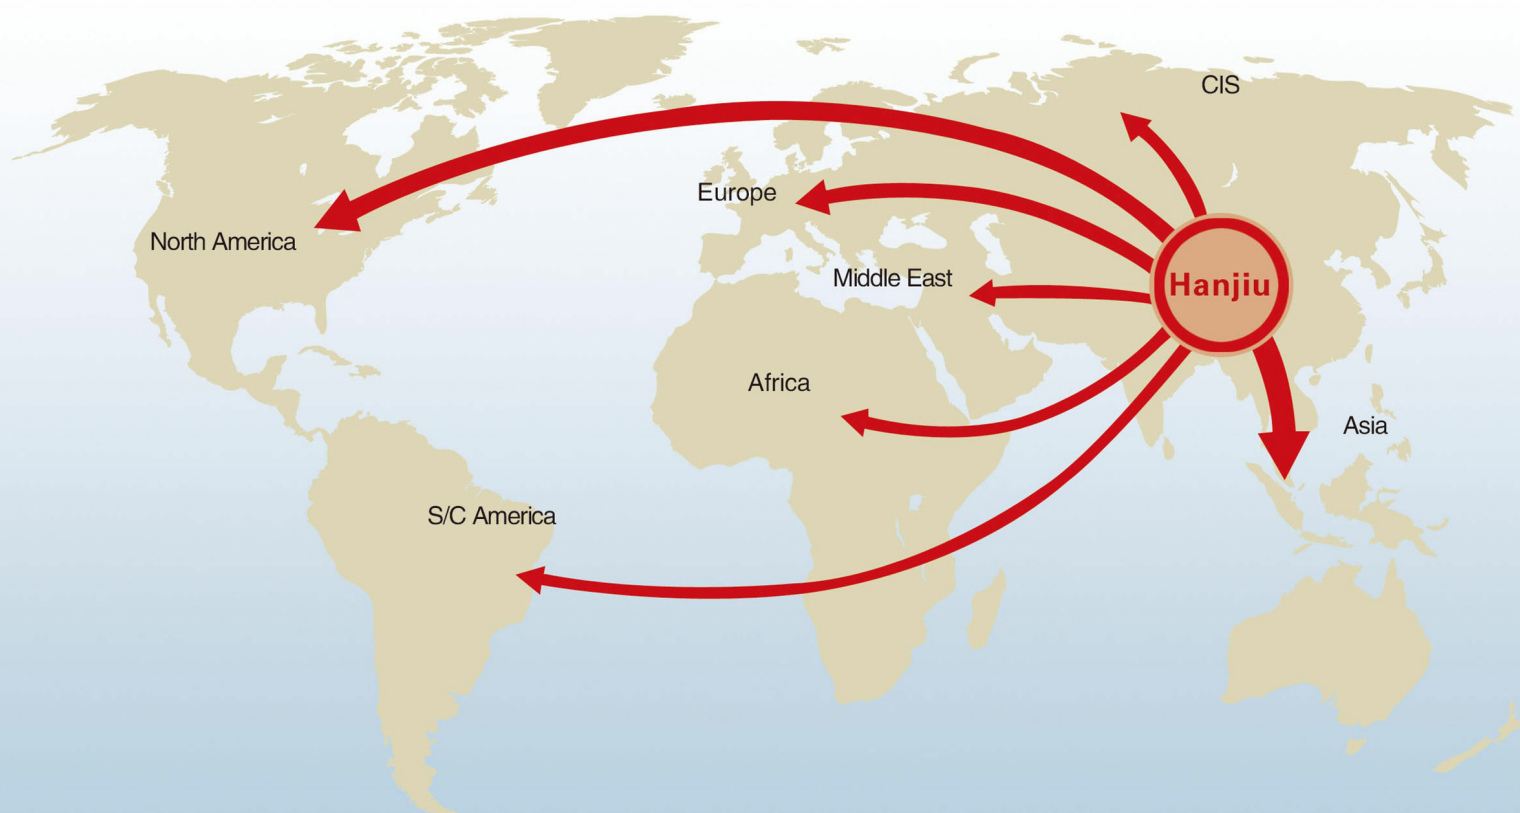 CIS
Europe
North America
Middle East
Hanjiu
Africa
Asia
S/C America